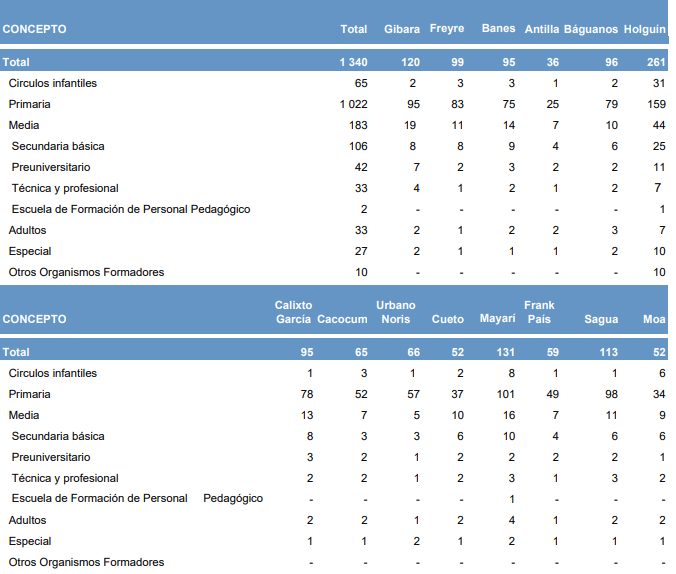 CONCEPTO Total Gibara Freyre Banes Antilla Báguanos Holguín
Total 1 340 120 99 95 36 96 261
Circulos infantiles 65 2 3 3 1 2 31
Primaria 1 022 95 83 75 25 79 159
Media 183 19 11 14 7 10 44
Secundaria básica 106 8 8 9 4 6 25
Preuniversitario 42 7 2 3 2 2 11
Técnica y profesional 33 4 1 2 1 2 7
Escuela de Formación de Personal Pedagógico 2 - - - - - 1
Adultos 33 2 1 2 2 3 7
Especial 27 2 1 1 1 2 10
Otros Organismos Formadores 10 - - - - - 10
Calixto Urbano Frank
CONCEPTO García Cacocum Noris Cueto Mayarí País Sagua Moa
Total 95 65 66 52 131 59 113 52
Circulos infantiles 1 3 1 2 8 1 1 6
Primaria 78 52 57 37 101 49 98 34
Media 13 7 5 10 16 7 11 9
Secundaria básica 8 3 3 6 10 4 6 6
Preuniversitario 3 2 1 2 2 2 2 1
Técnica y profesional 2 2 1 2 3 1 3 2
Escuela de Formación de Personal Pedagógico - - - - 1 - - -
Adultos 2 2 1 2 4 1 2 2
Especial 1 1 2 1 2 1 1 1
Otros Organismos Formadores - - - - - - - -